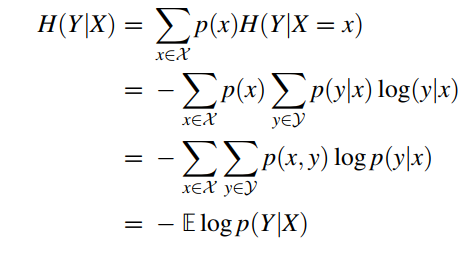 H(Y|X) = ∑_{x∈𝒳} p(x)H(Y|X = x)
= − ∑_{x∈𝒳} p(x) ∑_{y∈𝒴} p(y|x) log(y|x)
= − ∑_{x∈𝒳} ∑_{y∈𝒴} p(x, y) log p(y|x)
= − 𝔼 log p(Y|X)